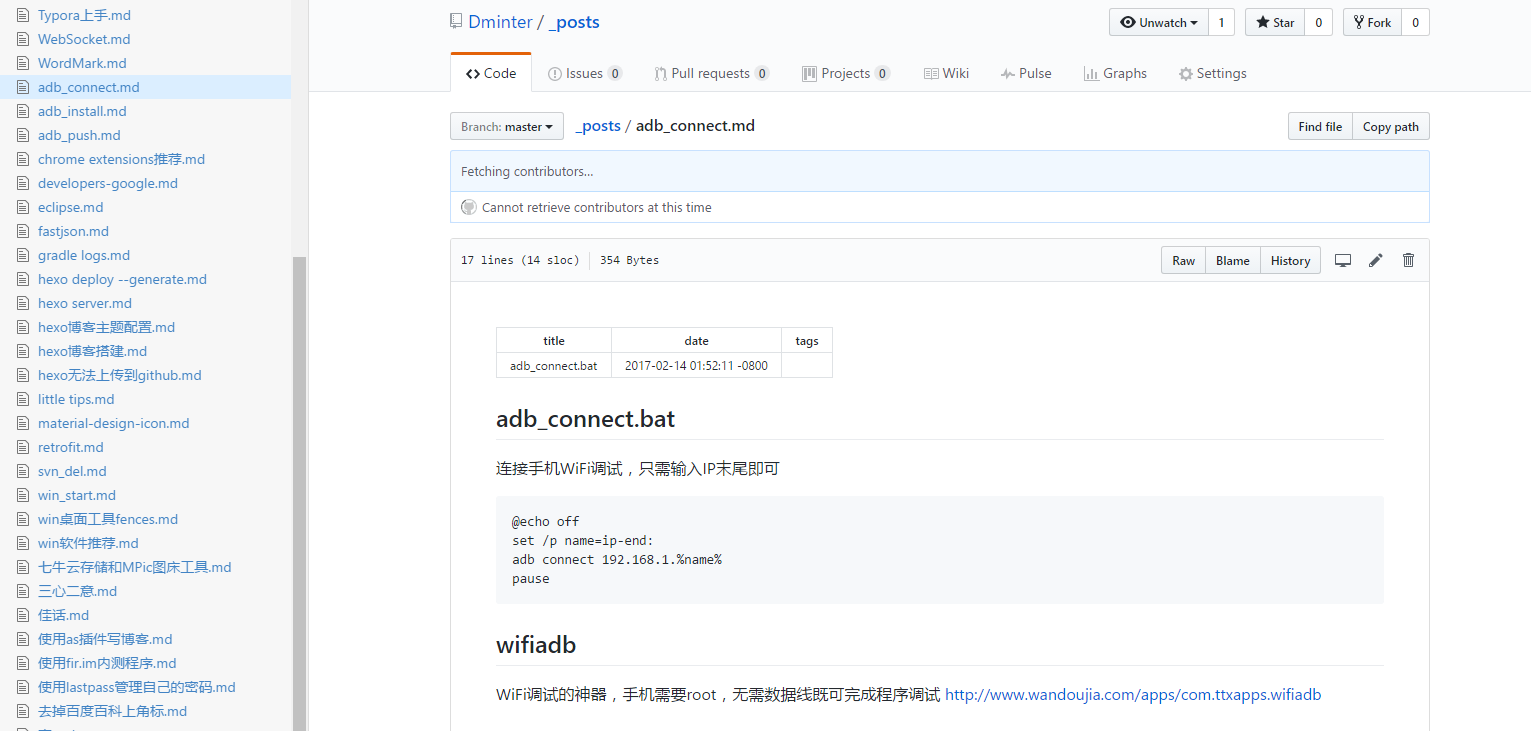 Typora上手.md
WebSocket.md
WordMark.md
adb_connect.md
adb_install.md
adb_push.md
chrome extensions推荐.md
developers-google.md
eclipse.md
fastjson.md
gradle logs.md
hexo deploy --generate.md
hexo server.md
hexo博客主题配置.md
hexo博客搭建.md
hexo无法上传到github.md
little tips.md
material-design-icon.md
retrofit.md
svn_del.md
win_start.md
win桌面工具fences.md
win软件推荐.md
七牛云存储和MPic图床工具.md
三心二意.md
佳话.md
使用as插件写博客.md
使用fir.im内测程序.md
使用lastpass管理自己的密码.md
去掉百度百科上角标.md
Dminter / _posts
Unwatch 1 Star 0 Fork 0
Code Issues 0 Pull requests 0 Projects 0 Wiki Pulse Graphs Settings
Branch: master _posts / adb_connect.md Find file Copy path
Fetching contributors…
Cannot retrieve contributors at this time
17 lines (14 sloc) 354 Bytes Raw Blame History
title date tags
adb_connect.bat 2017-02-14 01:52:11 -0800
adb_connect.bat
连接手机WiFi调试，只需输入IP末尾即可
@echo off
set /p name=ip-end:
adb connect 192.168.1.%name%
pause
wifiadb
WiFi调试的神器，手机需要root，无需数据线既可完成程序调试 http://www.wandoujia.com/apps/com.ttxapps.wifiadb